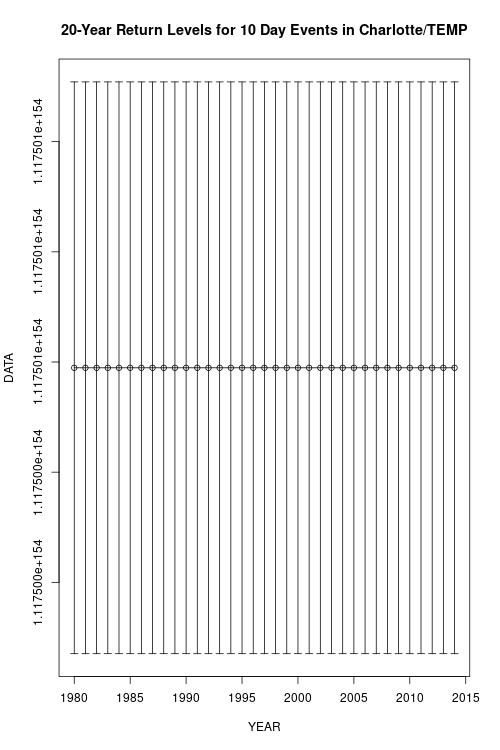 20-Year Return Levels for 10 Day Events in Charlotte/TEMP
1.117501e+154
1.117501e+154
1.117501e+154
1.117500e+154
1.117500e+154
DATA
1980 1985 1990 1995 2000 2005 2010 2015
YEAR